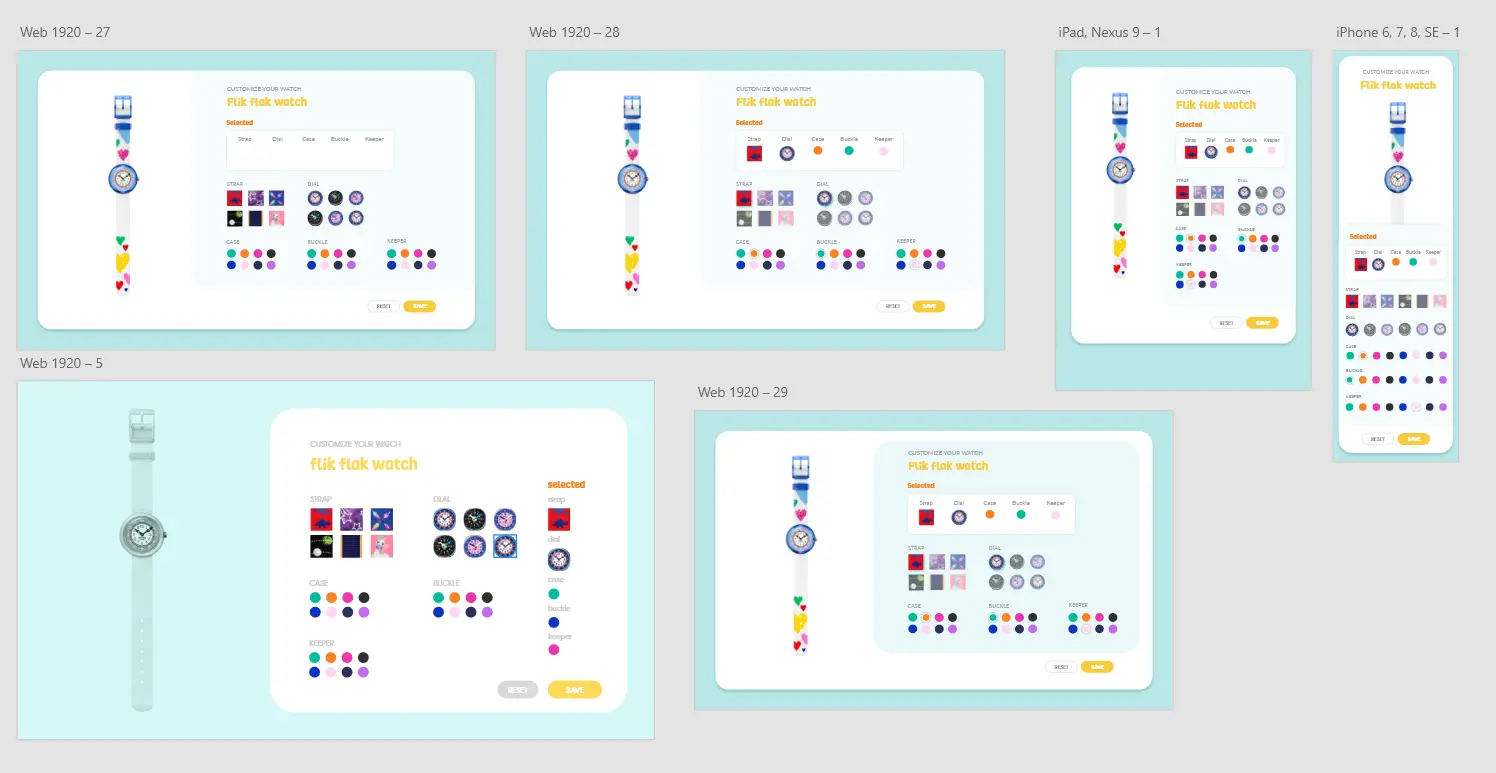 Web 1920 – 27
CUSTOMIZE YOUR WATCH
Flik flak watch
Selected
Strap Dial Case Buckle Keeper
STRAP DIAL
CASE BUCKLE KEEPER
RESET SAVE
Web 1920 – 28
CUSTOMIZE YOUR WATCH
Flik flak watch
Selected
Strap Dial Case Buckle Keeper
STRAP DIAL
CASE BUCKLE KEEPER
RESET SAVE
iPad, Nexus 9 – 1
CUSTOMIZE YOUR WATCH
Flik flak watch
Selected
Strap Dial Case Buckle Keeper
STRAP DIAL
CASE BUCKLE
KEEPER
RESET SAVE
iPhone 6, 7, 8, SE – 1
CUSTOMIZE YOUR WATCH
Flik flak watch
Selected
Strap Dial Case Buckle Keeper
STRAP
DIAL
CASE
BUCKLE
KEEPER
RESET SAVE
Web 1920 – 5
CUSTOMIZE YOUR WATCH
flik flak watch
selected
STRAP DIAL strap
dial
CASE BUCKLE case
buckle
keeper
KEEPER
RESET SAVE
Web 1920 – 29
CUSTOMIZE YOUR WATCH
Flik flak watch
Selected
Strap Dial Case Buckle Keeper
STRAP DIAL
CASE BUCKLE KEEPER
RESET SAVE